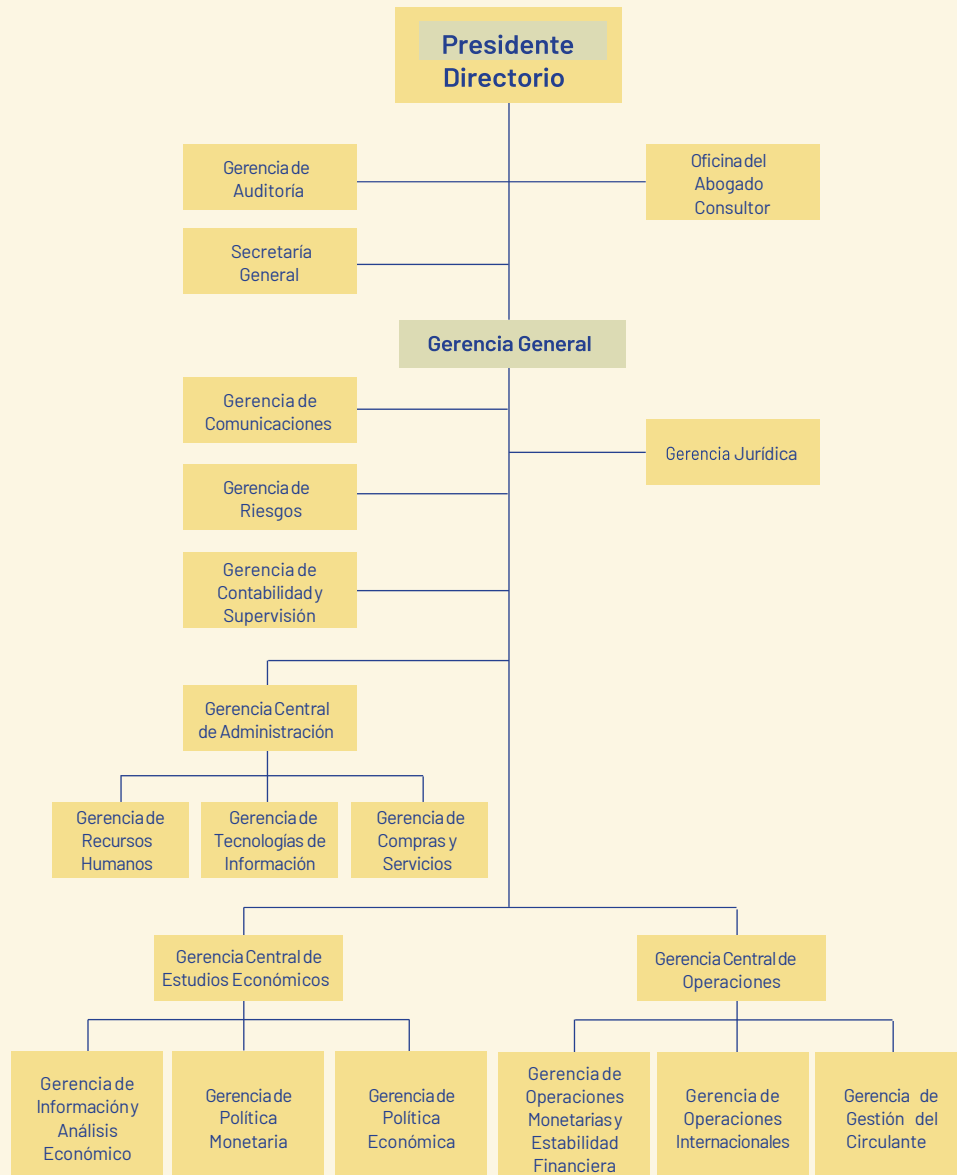 Presidente
Directorio
Gerencia de
Auditoría
Oficina del
Abogado
Consultor
Secretaría
General
Gerencia General
Gerencia de
Comunicaciones
Gerencia Jurídica
Gerencia de
Riesgos
Gerencia de
Contabilidad y
Supervisión
Gerencia Central
de Administración
Gerencia de
Recursos
Humanos
Gerencia de
Tecnologías de
Información
Gerencia de
Compras y
Servicios
Gerencia Central de
Estudios Económicos
Gerencia Central de
Operaciones
Gerencia de
Información y
Análisis
Económico
Gerencia de
Política
Monetaria
Gerencia de
Política
Económica
Gerencia de
Operaciones
Monetarias y
Estabilidad
Financiera
Gerencia de
Operaciones
Internacionales
Gerencia de
Gestión del
Circulante